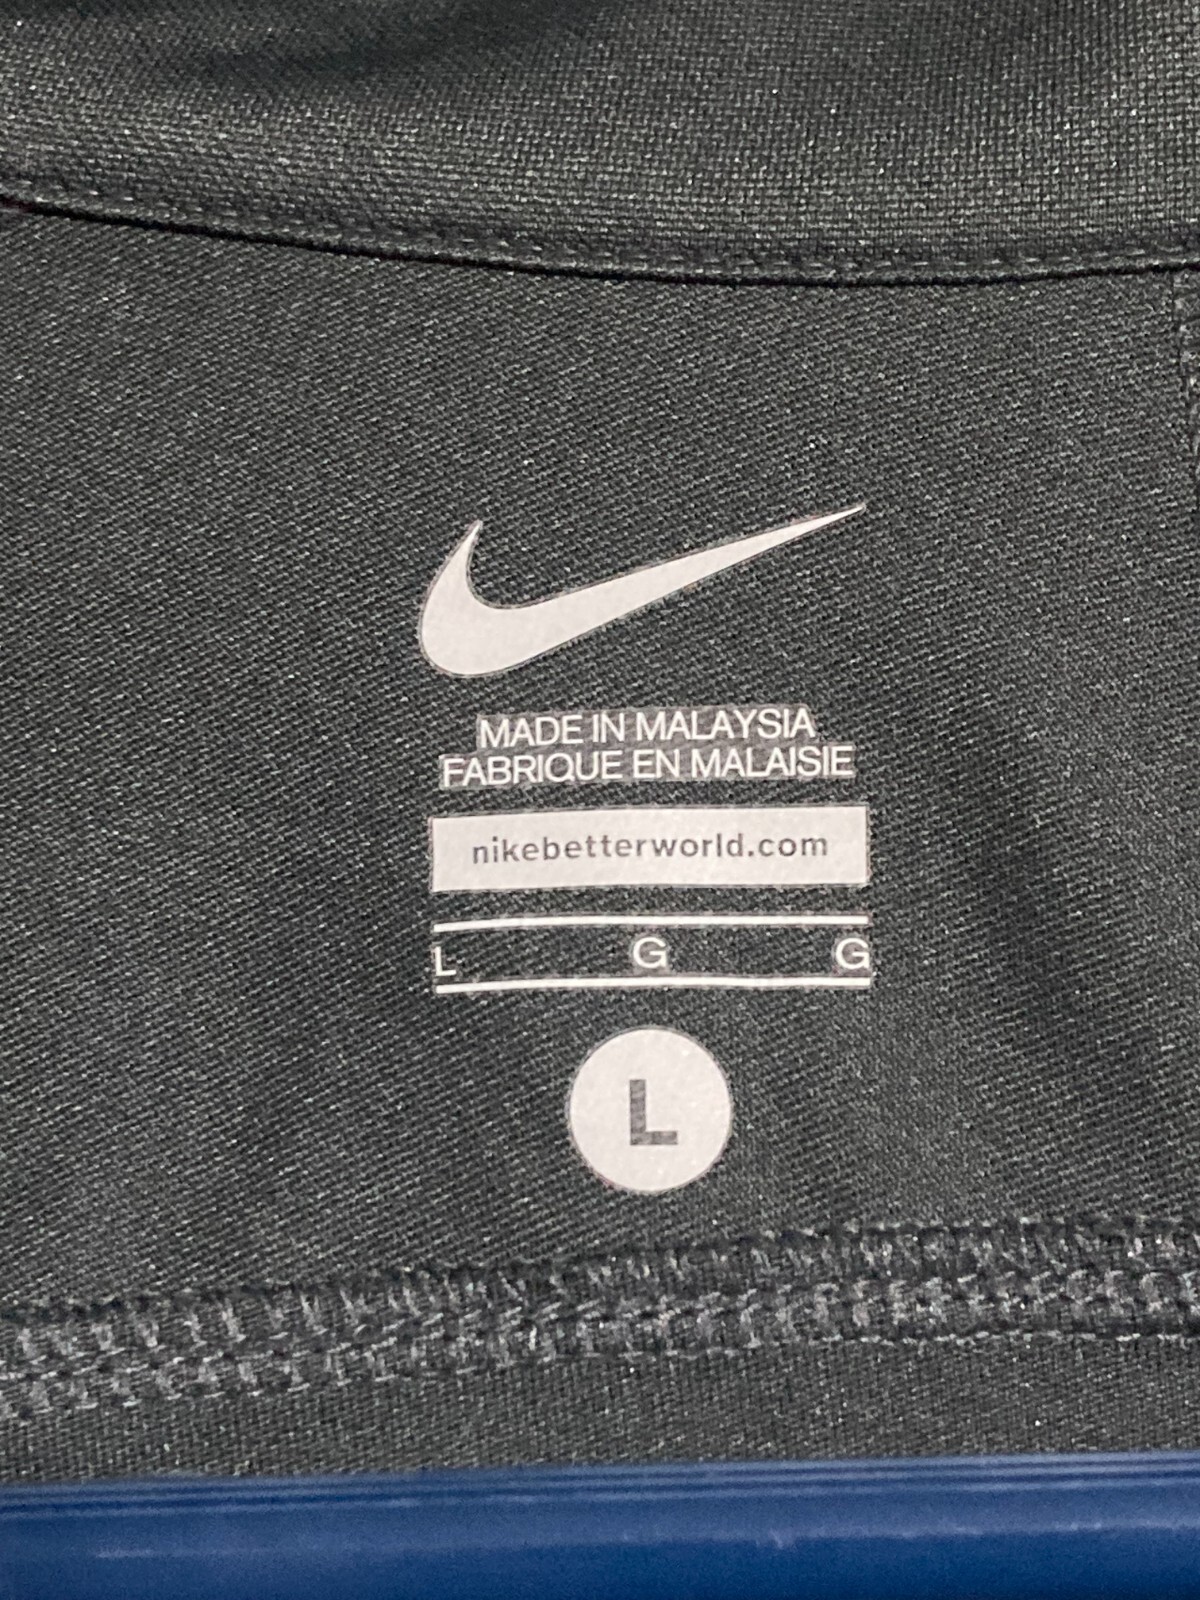 MADE IN MALAYSIA
FABRIQUE EN MALAISIE
nikebetterworld.com
L G G
L